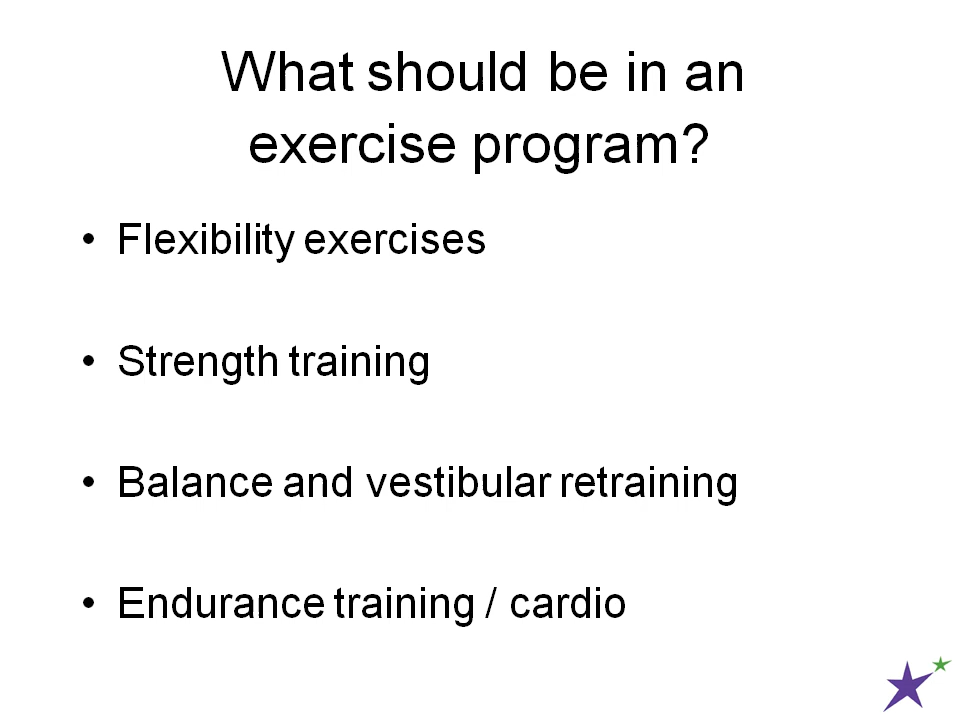 What should be in an
exercise program?
• Flexibility exercises
• Strength training
• Balance and vestibular retraining
• Endurance training / cardio